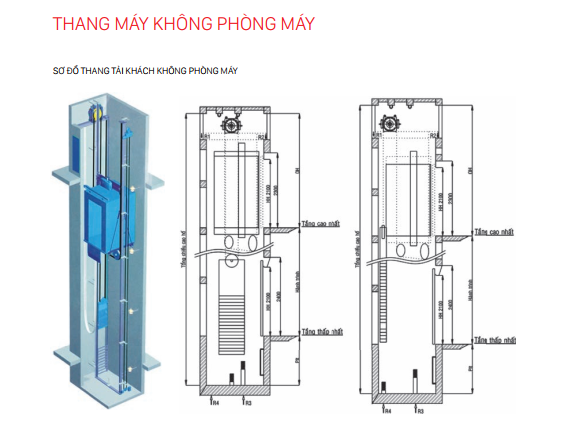 THANG MÁY KHÔNG PHÒNG MÁY
SƠ ĐỒ THANG TẢI KHÁCH KHÔNG PHÒNG MÁY
R1
R2
OH
HH 2100
2300
Tổng chiều cao hố
Tầng cao nhất
Hành trình
HH 2100
2400
Tầng thấp nhất
Pit
R4
R3
R1
R2
OH
HH 2100
2300
Tổng chiều cao hố
Tầng cao nhất
Hành trình
HH 2100
2400
Tầng thấp nhất
Pit
R4
R3